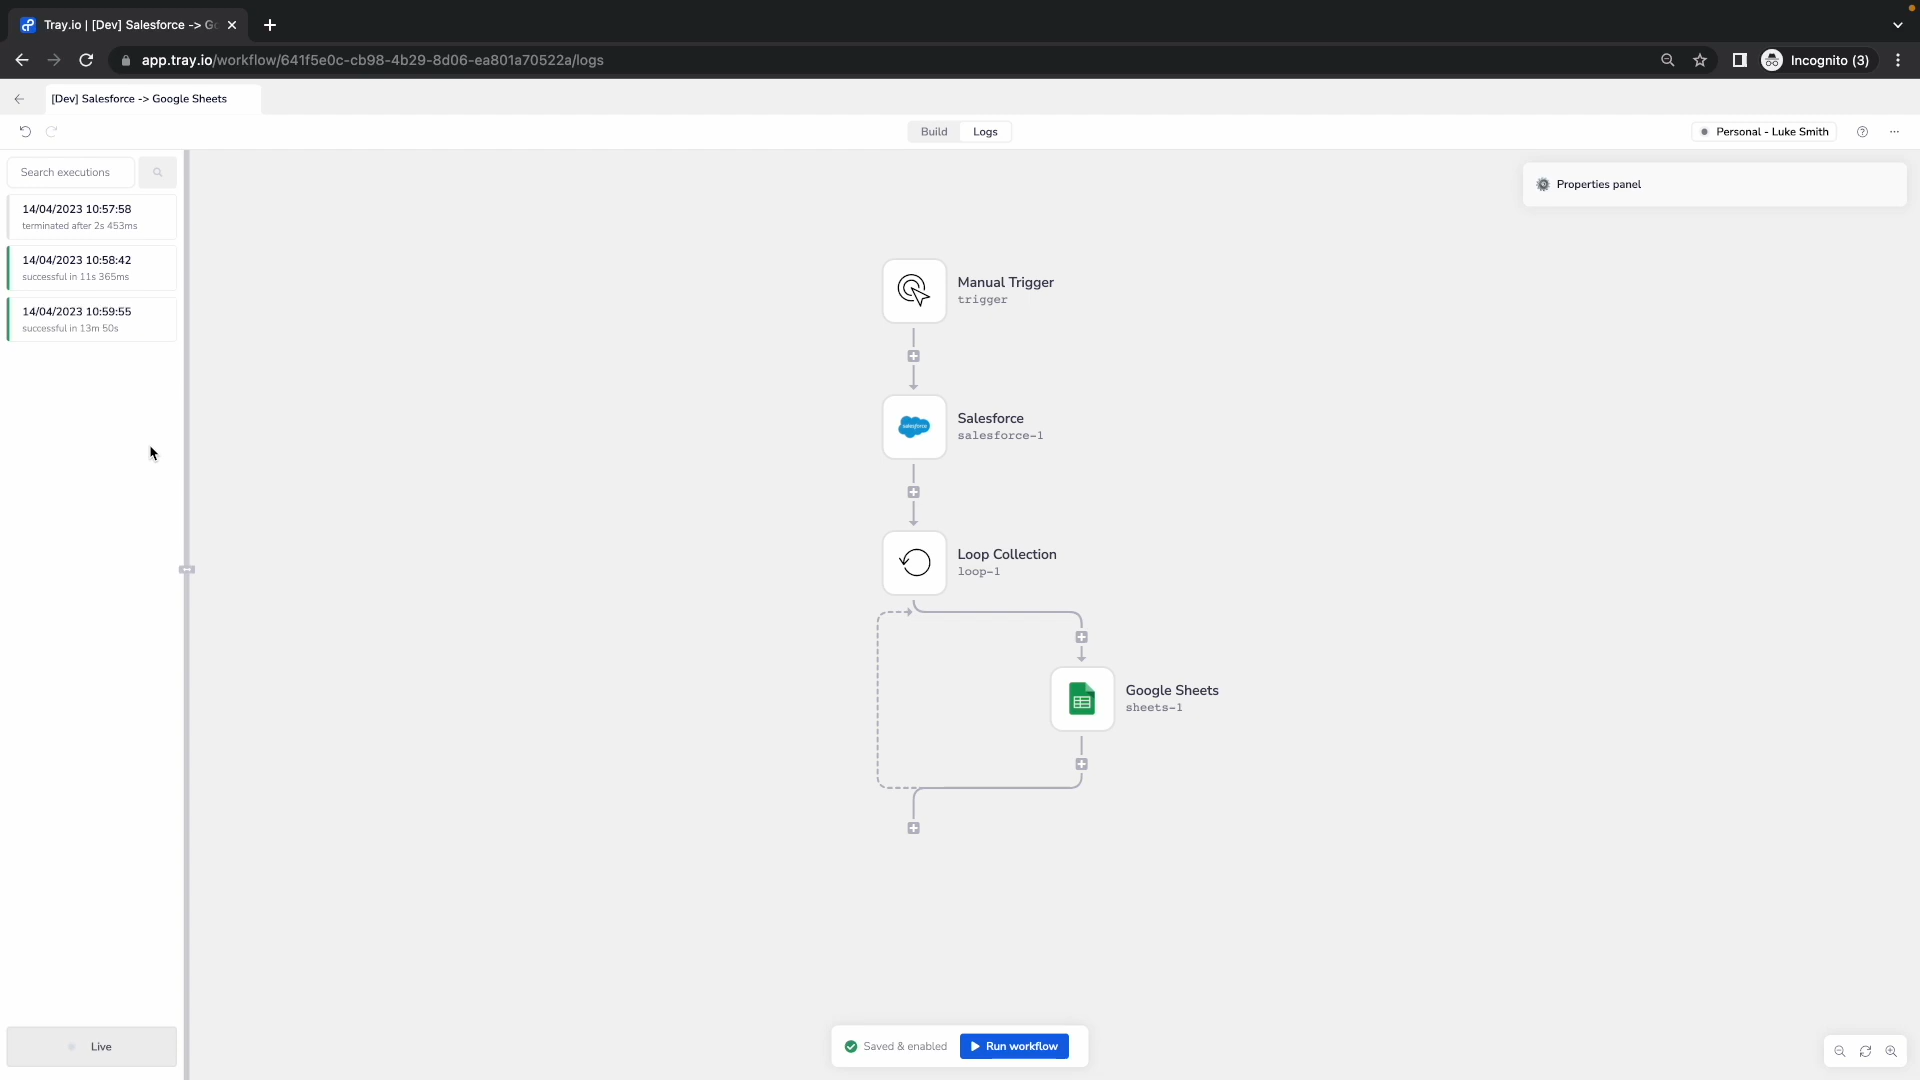 Tray.io | [Dev] Salesforce -> Go
app.tray.io/workflow/641f5e0c-cb98-4b29-8d06-ea801a70522a/logs
Incognito (3)
[Dev] Salesforce -> Google Sheets
Build
Logs
Personal - Luke Smith
Search executions
14/04/2023 10:57:58
terminated after 2s 453ms
14/04/2023 10:58:42
successful in 11s 365ms
14/04/2023 10:59:55
successful in 13m 50s
Properties panel
Manual Trigger
trigger
salesforce
Salesforce
salesforce-1
Loop Collection
loop-1
Google Sheets
sheets-1
Live
Saved & enabled
Run workflow